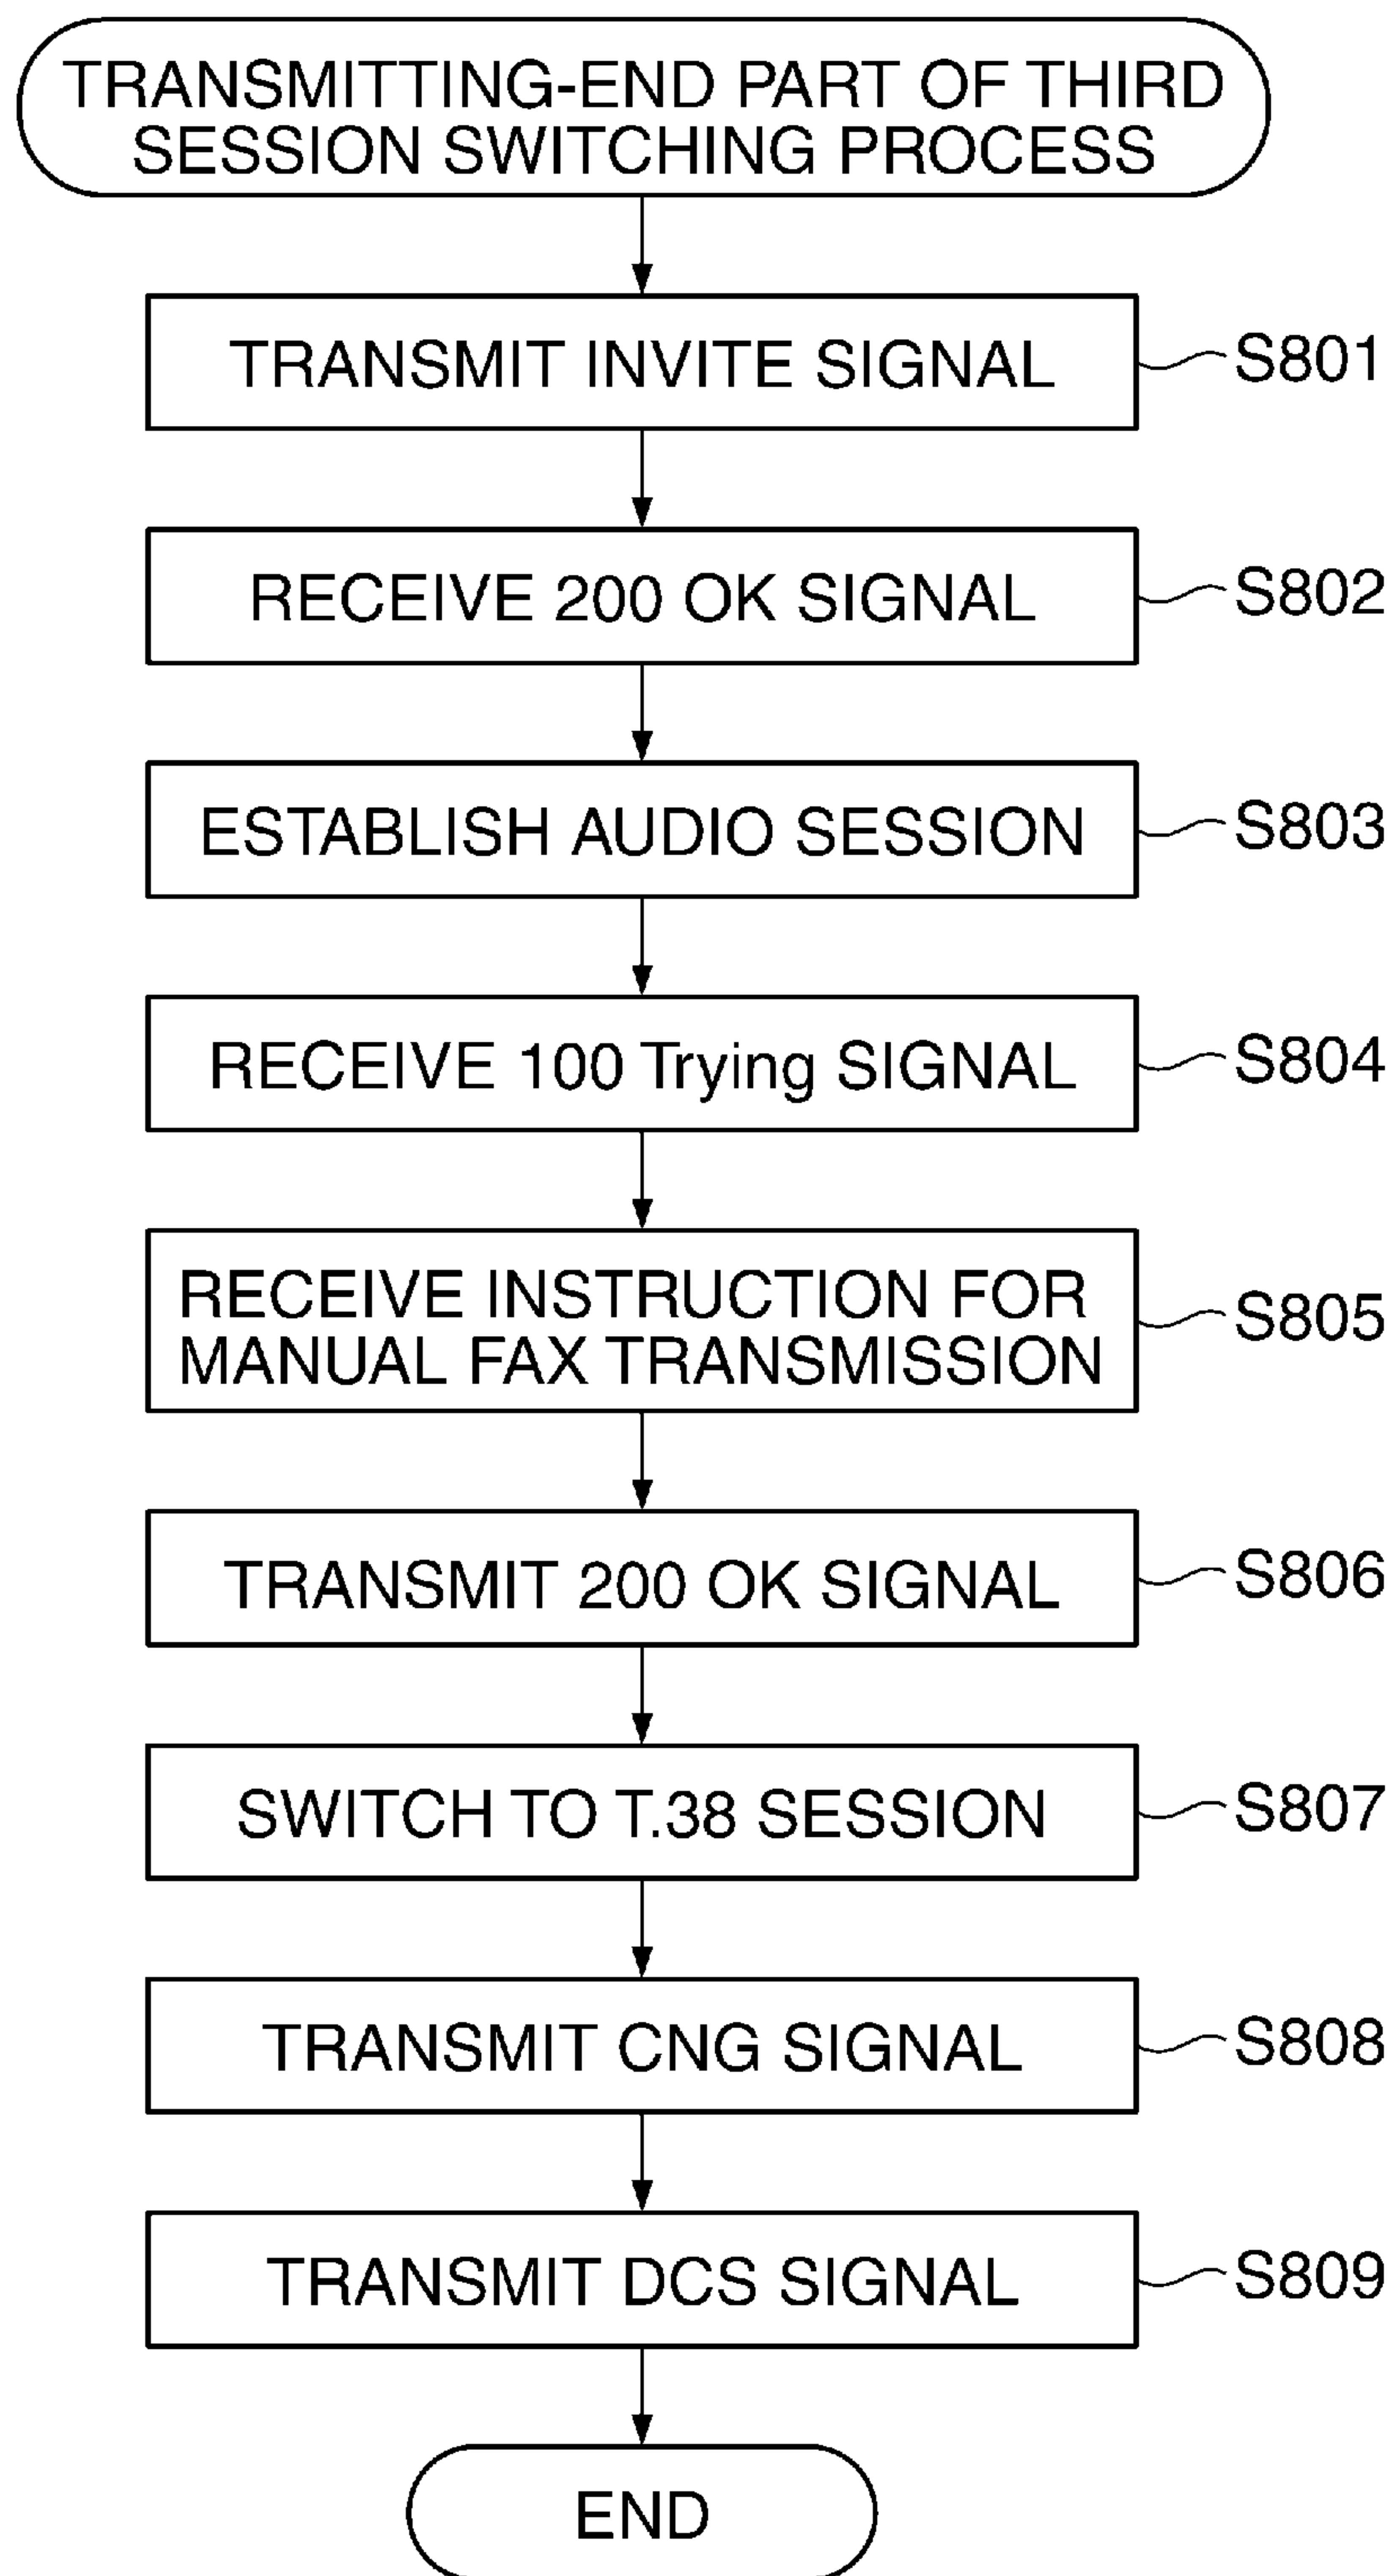 TRANSMITTING-END PART OF THIRD
SESSION SWITCHING PROCESS
TRANSMIT INVITE SIGNAL
S801
RECEIVE 200 OK SIGNAL
S802
ESTABLISH AUDIO SESSION
S803
RECEIVE 100 Trying SIGNAL
S804
RECEIVE INSTRUCTION FOR
MANUAL FAX TRANSMISSION
S805
TRANSMIT 200 OK SIGNAL
S806
SWITCH TO T.38 SESSION
S807
TRANSMIT CNG SIGNAL
S808
TRANSMIT DCS SIGNAL
S809
END